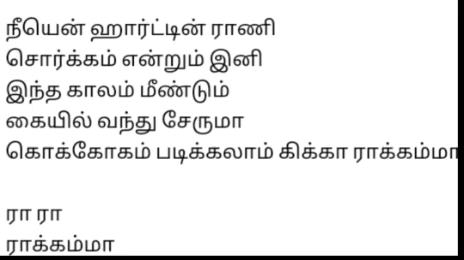 நீயென் ஹார்ட்டின் ராணி
சொர்க்கம் என்றும் இனி
இந்த காலம் மீண்டும்
கையில் வந்து சேருமா
கொக்கோகம் படிக்கலாம் கிக்கா ராக்கம்மா
ரா ரா
ராக்கம்மா